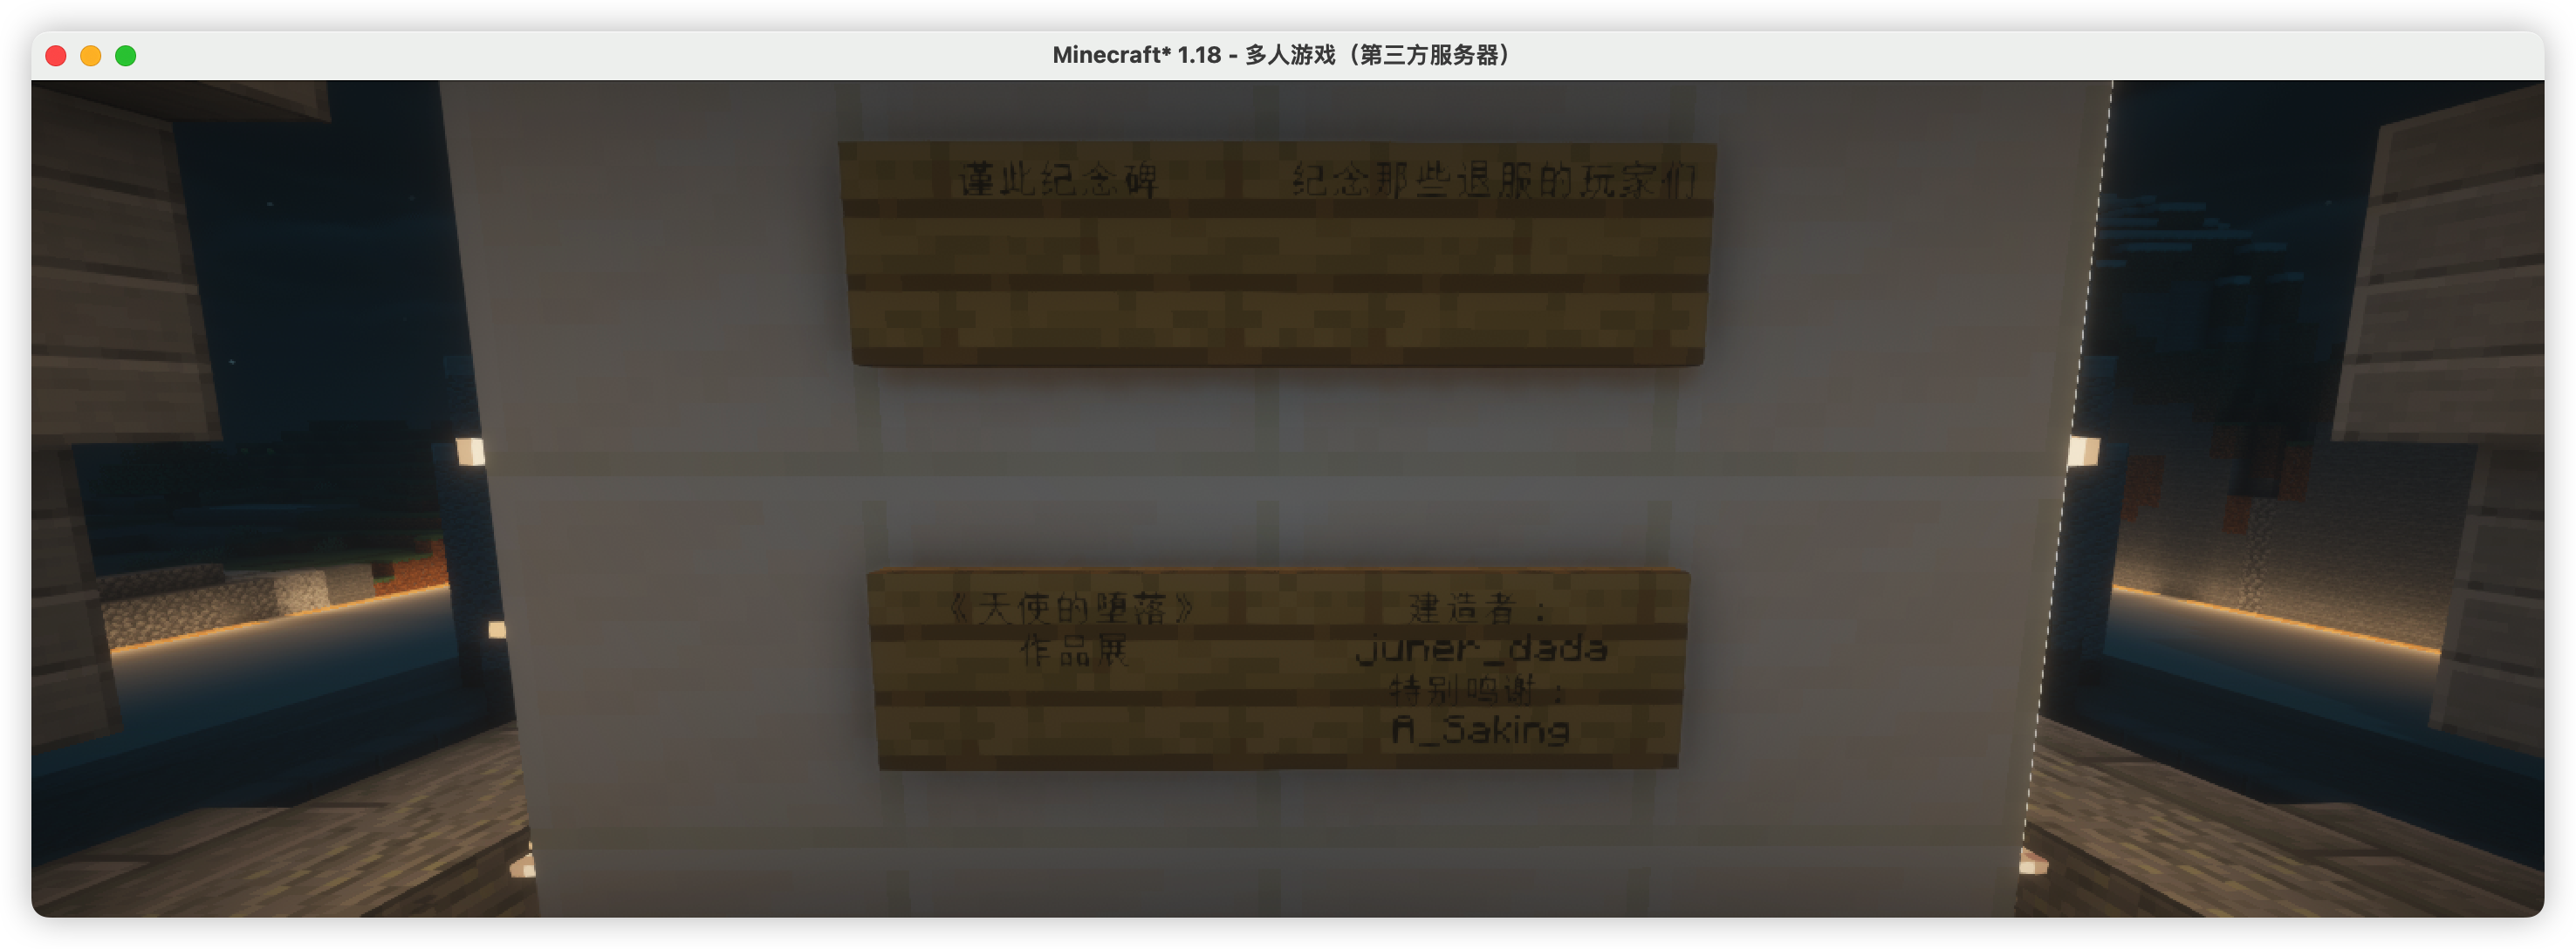 Minecraft* 1.18 - 多人游戏（第三方服务器）
谨此纪念碑
纪念那些退服的玩家们
《天使的堕落》
作品展
建造者：
juner_dada
特别鸣谢：
A_Saking